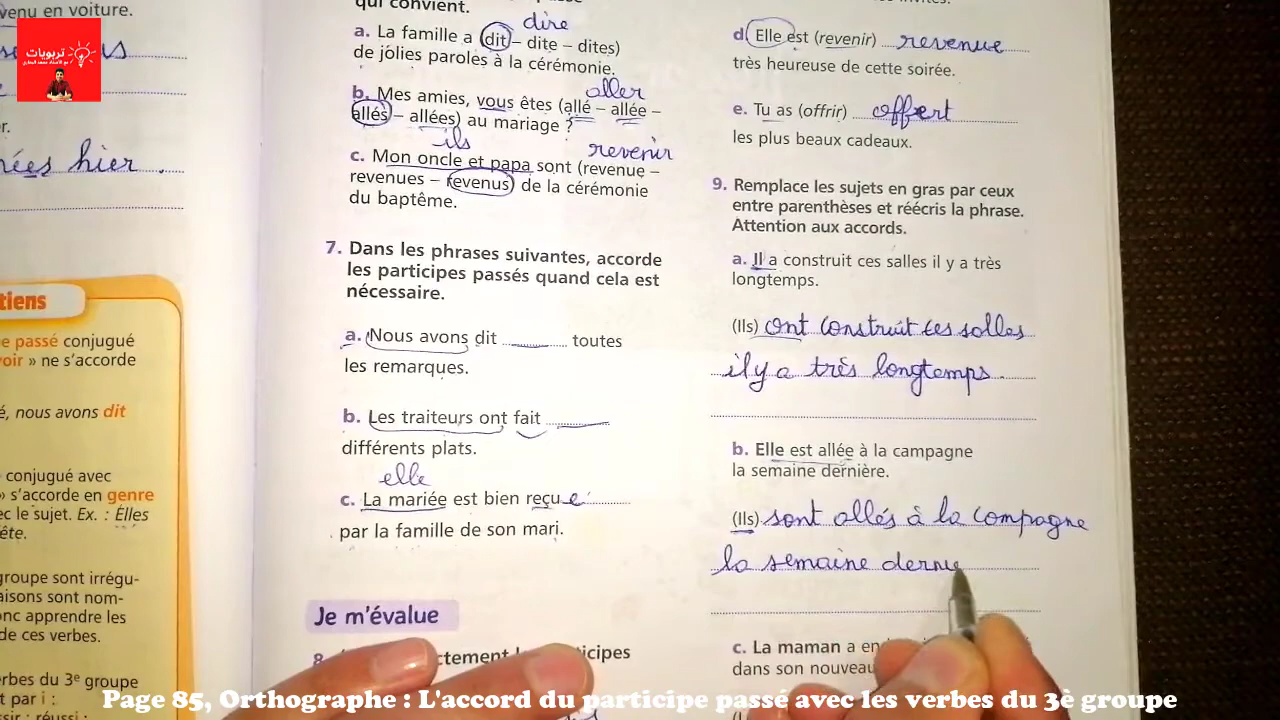 venu en voiture.
تربويات
ées hier.
tiens
e passé conjugué
voir » ne s'accorde
é, nous avons dit
conjugué avec
» s'accorde en genre
ec le sujet. Ex. : Elles
ête.
groupe sont irrégu-
aisons sont nom-
onc apprendre les
de ces verbes.
erbes du 3e groupe
t par i :
qui convient.
dire
a. La famille a (dit – dite – dites)
de jolies paroles à la cérémonie.
aller
b. Mes amies, vous êtes (allé – allée –
allés – allées) au mariage ?
ils revenir
c. Mon oncle et papa sont (revenue –
revenues – revenus) de la cérémonie
du baptême.
7. Dans les phrases suivantes, accorde
les participes passés quand cela est
nécessaire.
a. Nous avons dit ............ toutes
les remarques.
b. Les traiteurs ont fait ............
différents plats.
elle
c. La mariée est bien reçu e ............
par la famille de son mari.
Je m'évalue
8.
d. Elle est (revenir) revenue
très heureuse de cette soirée.
e. Tu as (offrir) offert
les plus beaux cadeaux.
9. Remplace les sujets en gras par ceux
entre parenthèses et réécris la phrase.
Attention aux accords.
a. Il a construit ces salles il y a très
longtemps.
(Ils) ont construit ces salles
il y a très longtemps.
b. Elle est allée à la campagne
la semaine dernière.
(Ils) sont allés à la campagne
la semaine
c. La maman a
dans son nouveau
Page 85, Orthographe : L'accord du participe passé avec les verbes du 3è groupe